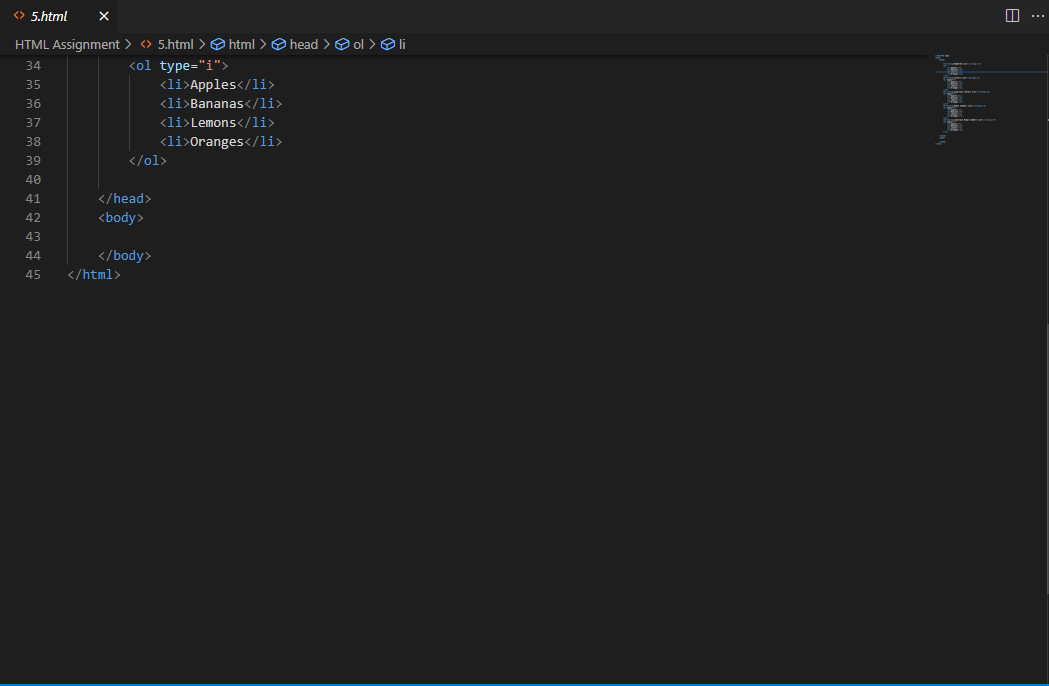 5.html
HTML Assignment > 5.html > html > head > ol > li
34 <ol type="i">
35 <li>Apples</li>
36 <li>Bananas</li>
37 <li>Lemons</li>
38 <li>Oranges</li>
39 </ol>
40
41 </head>
42 <body>
43
44 </body>
45 </html>